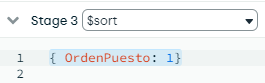 Stage 3 $sort
1 { OrdenPuesto: 1}
2